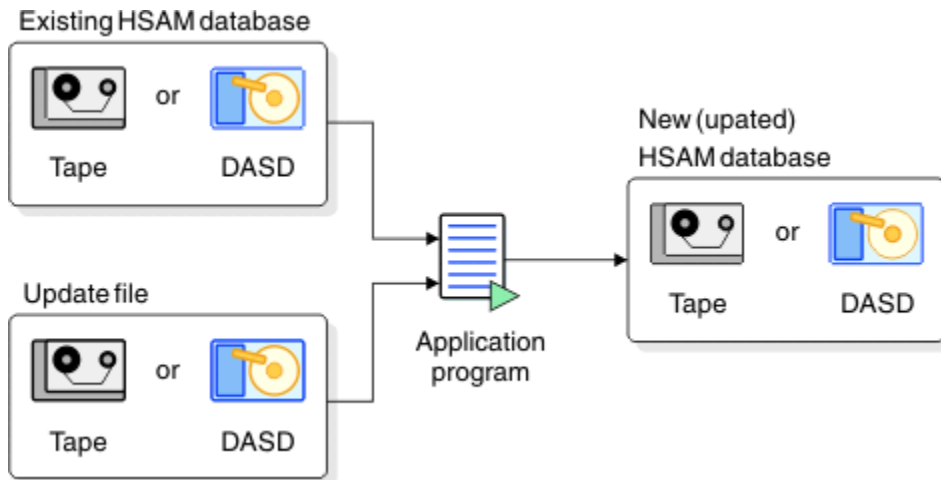 Existing HSAM database
or
Tape
DASD
New (upated)
HSAM database
or
Tape
DASD
Update file
or
Tape
DASD
Application
program